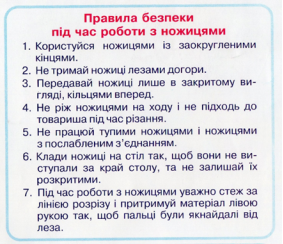 Правила безпеки
під час роботи з ножицями
1. Користуйся ножицями із заокругленими
кінцями.
2. Не тримай ножиці лезами догори.
3. Передавай ножиці лише в закритому ви-
гляді, кільцями вперед.
4. Не ріж ножицями на ходу і не підходь до
товариша під час різання.
5. Не працюй тупими ножицями і ножицями
з послабленим з’єднанням.
6. Клади ножиці на стіл так, щоб вони не ви-
ступали за край столу, та не залишай їх
розкритими.
7. Під час роботи з ножицями уважно стеж за
лінією розрізу і притримуй матеріал лівою
рукою так, щоб пальці були якнайдалі від
леза.